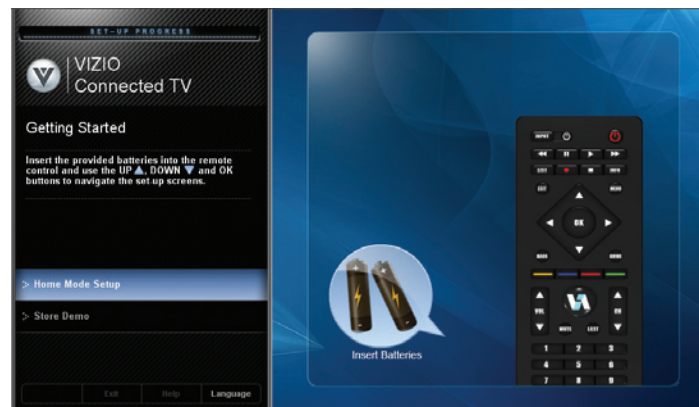 SET-UP PROGRESS
VIZIO
Connected TV
Getting Started
Insert the provided batteries into the remote
control and use the UP ▲, DOWN ▼ and OK
buttons to navigate the set-up screens.
> Home Mode Setup
> Store Demo
Exit Help Language
Insert Batteries
INPUT
LIST INFO
EXIT MENU
OK
BACK GUIDE
VOL CH
MUTE LAST
1 2 3
4 5 6
7 8 9